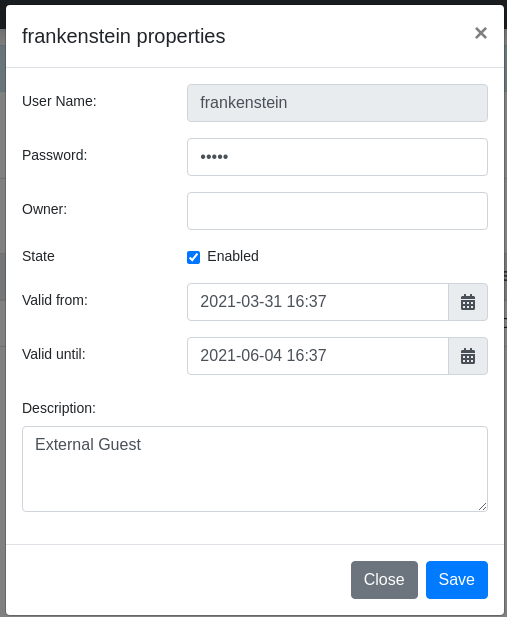 frankenstein properties ×
User Name: frankenstein
Password: •••••
Owner:
State Enabled
Valid from: 2021-03-31 16:37
Valid until: 2021-06-04 16:37
Description:
External Guest
Close Save